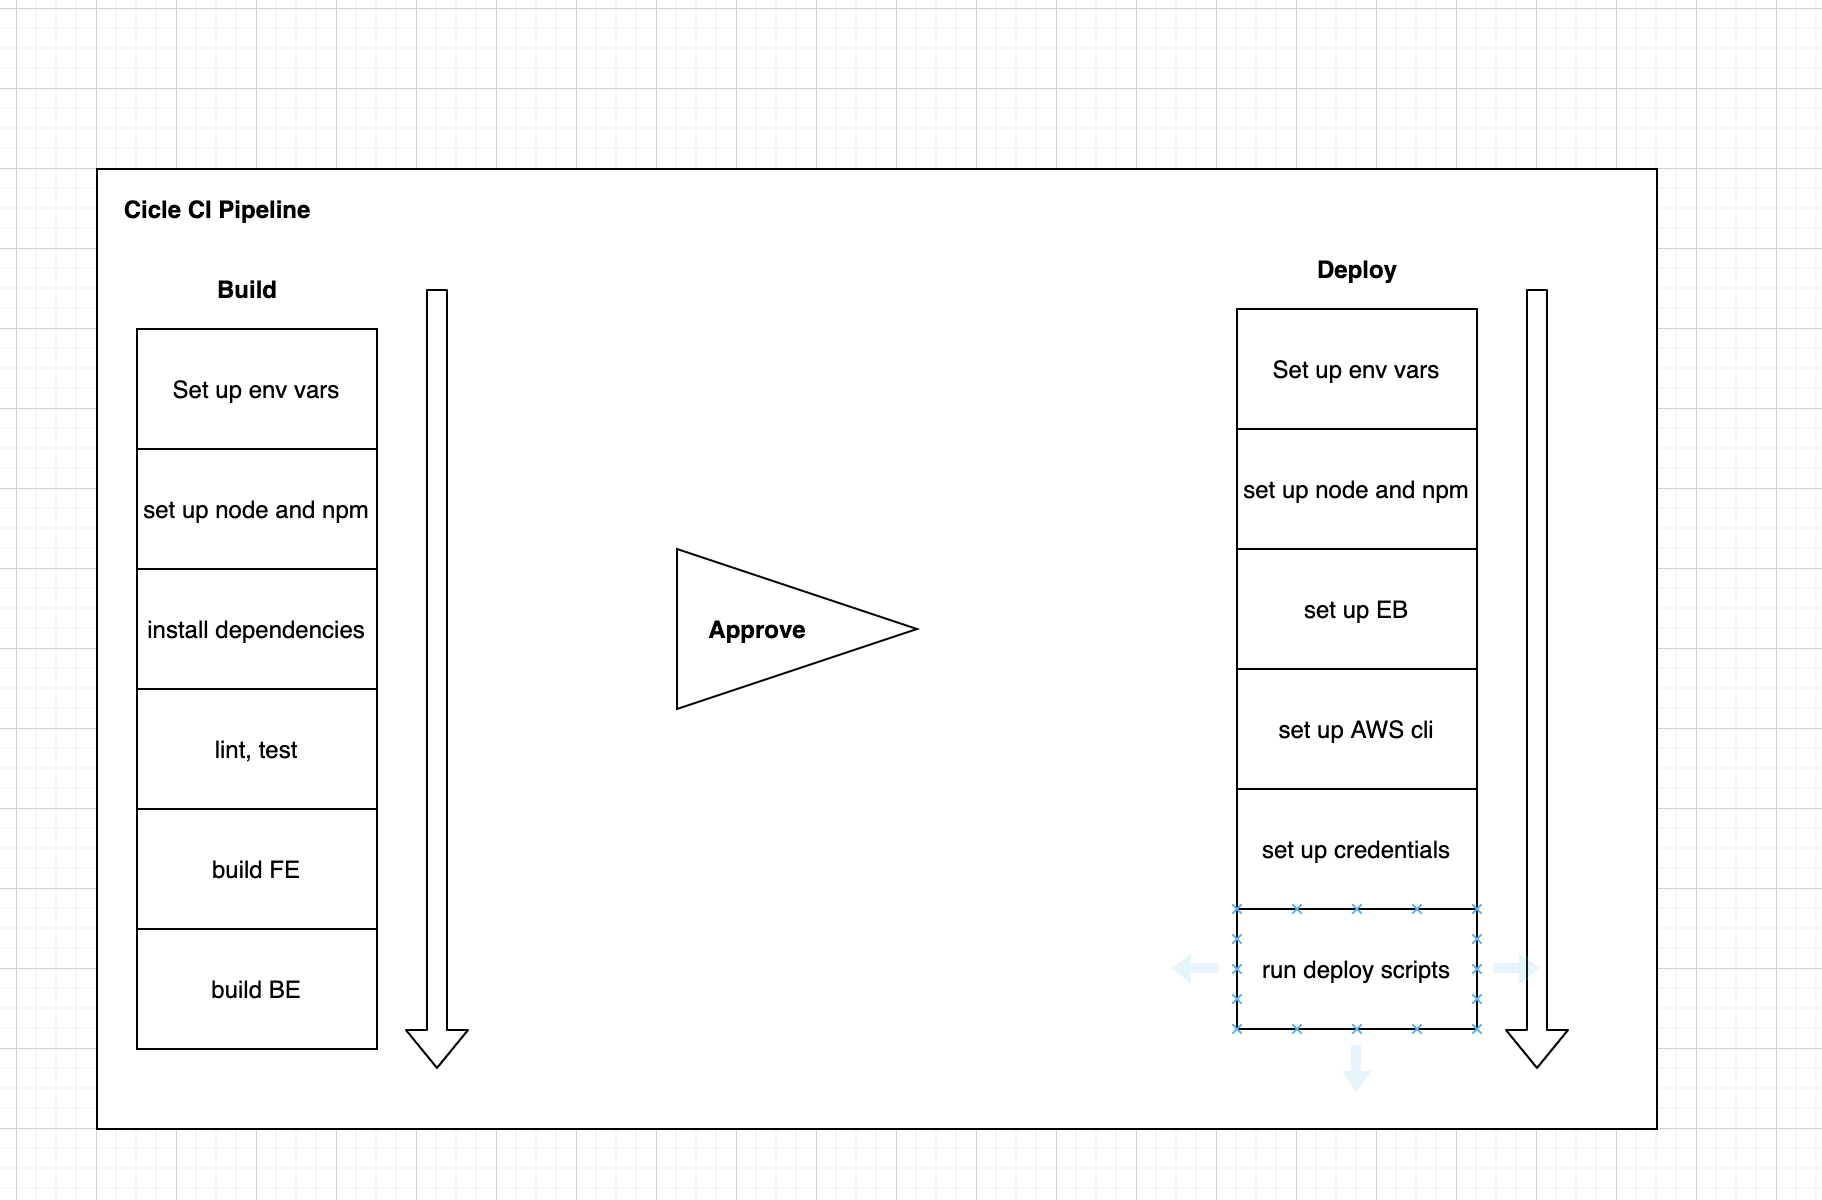 Cicle CI Pipeline
Build
Set up env vars
set up node and npm
install dependencies
lint, test
build FE
build BE
Approve
Deploy
Set up env vars
set up node and npm
set up EB
set up AWS cli
set up credentials
run deploy scripts